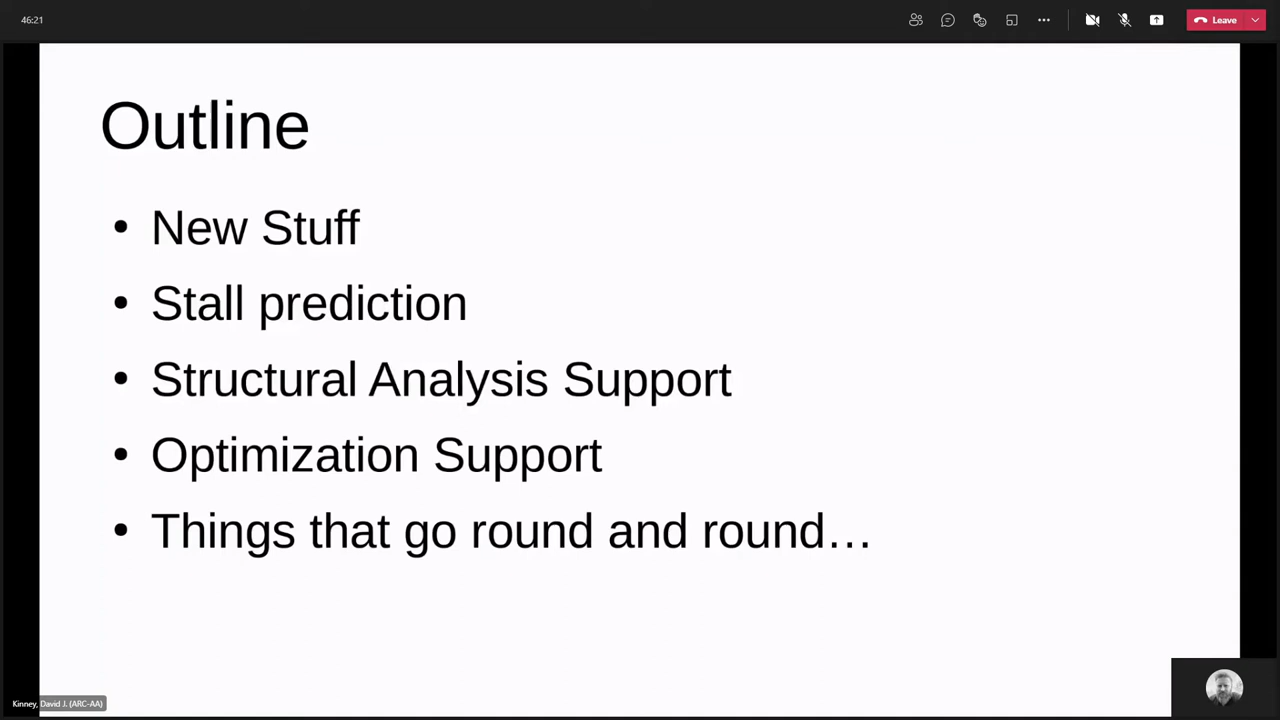 46:21
Leave
Outline
• New Stuff
• Stall prediction
• Structural Analysis Support
• Optimization Support
• Things that go round and round…
Kinney, David J. (ARC-AA)